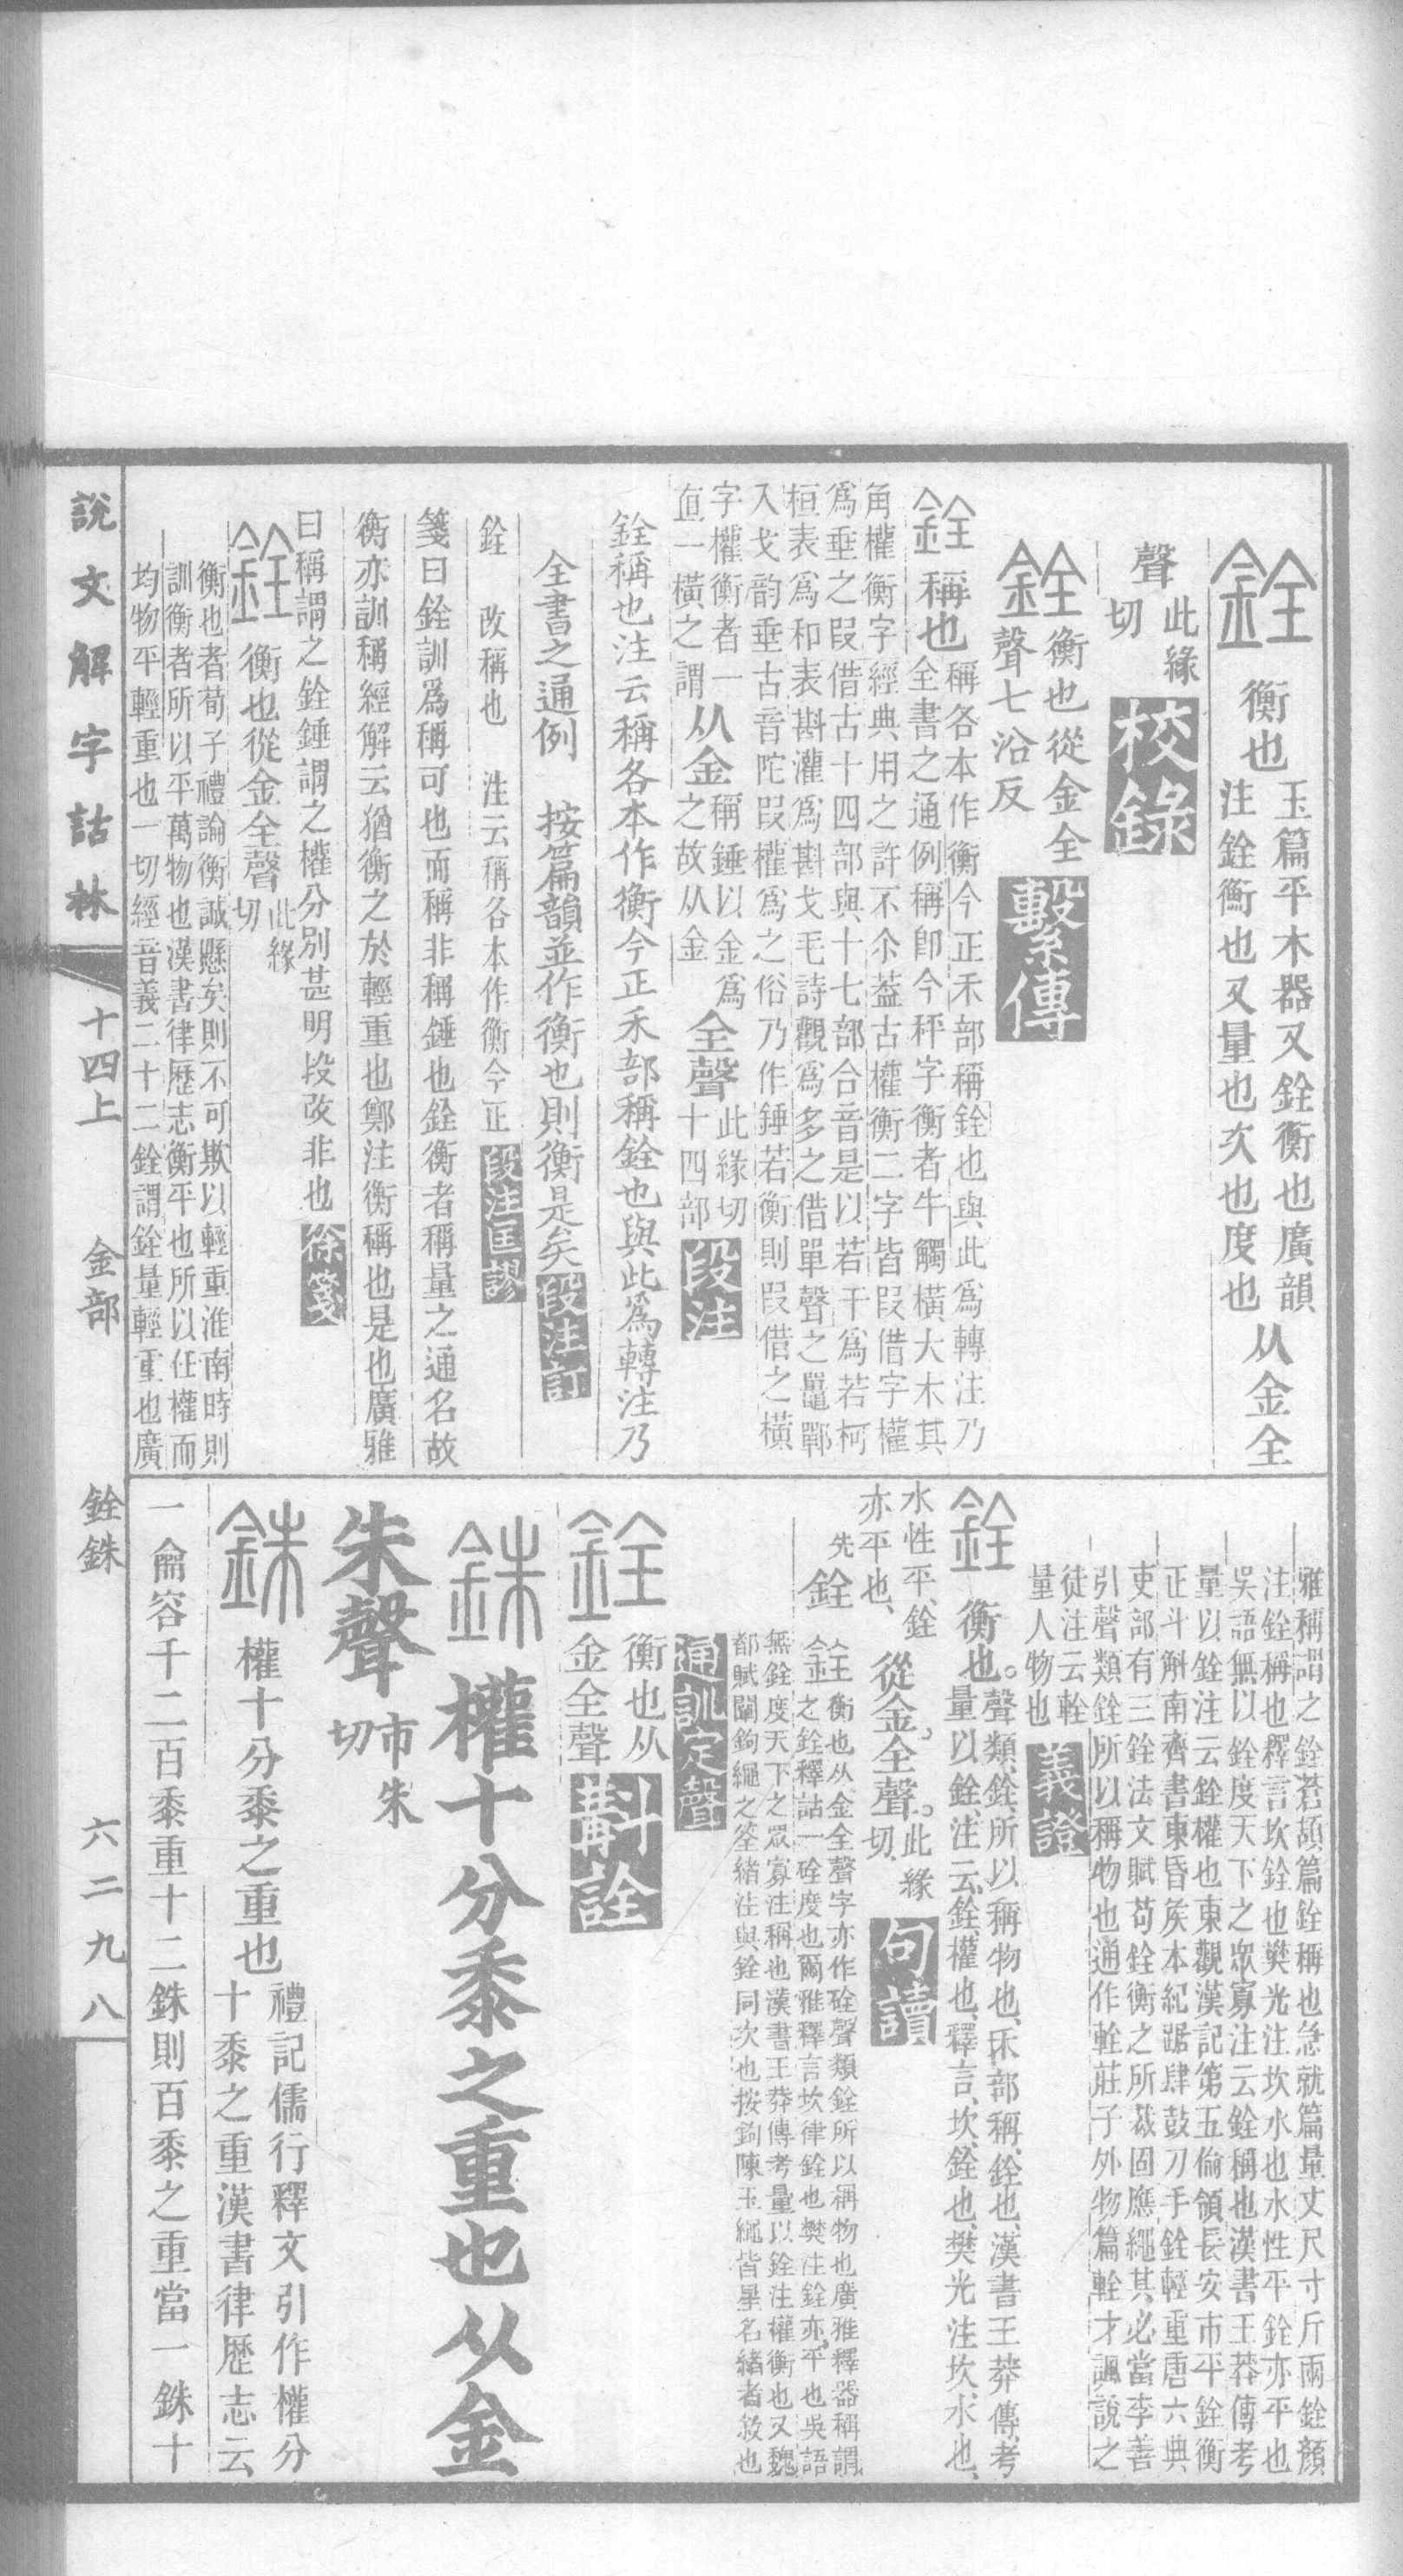 銓 衡也 玉篇平木器又銓衡也廣韻
注銓衡也又量也次也度也 从金全
聲 此緣
切 校錄
銓 衡也從金全
聲七沿反 繫傳
銓 稱也 稱各本作衡今正禾部稱銓也與此爲轉注乃
全書之通例稱卽今秤字衡者牛觸橫大木其
角權衡字經典用之許不尒葢古權衡二字皆叚借字權
爲垂之叚借古十四部與十七部合音是以若干爲若柯
桓表爲和表斟灌爲斟戈毛詩觀爲多之借單聲之鼉鄲
入戈韵垂古音陀叚權爲之俗乃作錘若衡則叚借之橫
字權衡者一
直一橫之謂 从金 稱錘以金爲
之故从金 全聲 此緣切
十四部 段注
銓稱也注云稱各本作衡今正禾部稱銓也與此爲轉注乃
全書之通例 按篇韻並作衡也則衡是矣 段注訂
銓 改稱也 注云稱各本作衡今正 段注匡謬
箋曰銓訓爲稱可也而稱非稱錘也銓衡者稱量之通名故
衡亦訓稱經解云猶衡之於輕重也鄭注衡稱也是也廣雅
曰稱謂之銓錘謂之權分別甚明段改非也 徐箋
銓 衡也從金全聲 此緣
切
衡也者荀子禮論衡誠懸矣則不可欺以輕重淮南時則
訓衡者所以平萬物也漢書律歷志衡平也所以任權而
均物平輕重也一切經音義二十二銓謂銓量輕重也廣
雅稱謂之銓蒼頡篇銓稱也急就篇量丈尺寸斤兩銓顏
注銓稱也釋言坎銓也樊光注坎水也水性平銓亦平也
吳語無以銓度天下之眾寡注云銓稱也漢書王莽傳考
量以銓注云銓權也東觀漢記第五倫領長安市平銓衡
正斗斛南齊書東昏矦本紀踞肆鼓刀手銓輕重唐六典
吏部有三銓法文賦苟銓衡之所裁固應繩其必當李善
引聲類銓所以稱物也通作輇莊子外物篇輇才諷說之
徒注云輇
量人物也 義證
銓 衡也。聲類、銓、所以稱物也、禾部稱、銓也、漢書王莽傳、考
量以銓、注云、銓、權也、釋言、坎、銓也、樊光注坎、水也、
水性平、銓
亦平也、 從金、全聲。此緣
切、 句讀
先 銓 衡也从金全聲字亦作硂聲類銓所以稱物也廣雅釋器稱謂
之銓釋詁一硂度也爾雅釋言坎律銓也樊注銓亦平也吳語
無銓度天下之眾寡注稱也漢書王莽傳考量以銓注權衡也又魏
都賦闡鉤繩之筌緒注與銓同次也按鉤陳玉繩皆星名緒者敘也
通訓定聲
銓 衡也从
金全聲 斠詮
銖 權十分黍之重也从金
朱聲 市朱
切
銖 權十分黍之重也 禮記儒行釋文引作權分
十黍之重漢書律歷志云
一龠容千二百黍重十二銖則百黍之重當一銖十
說文解字詁林 十四上 金部 銓銖 六二九八